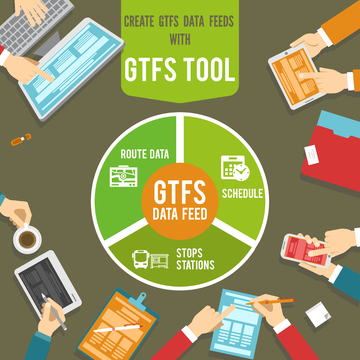 CREATE GTFS DATA FEEDS
WITH
GTFS TOOL
ROUTE DATA
SCHEDULE
GTFS
DATA FEED
STOPS
STATIONS